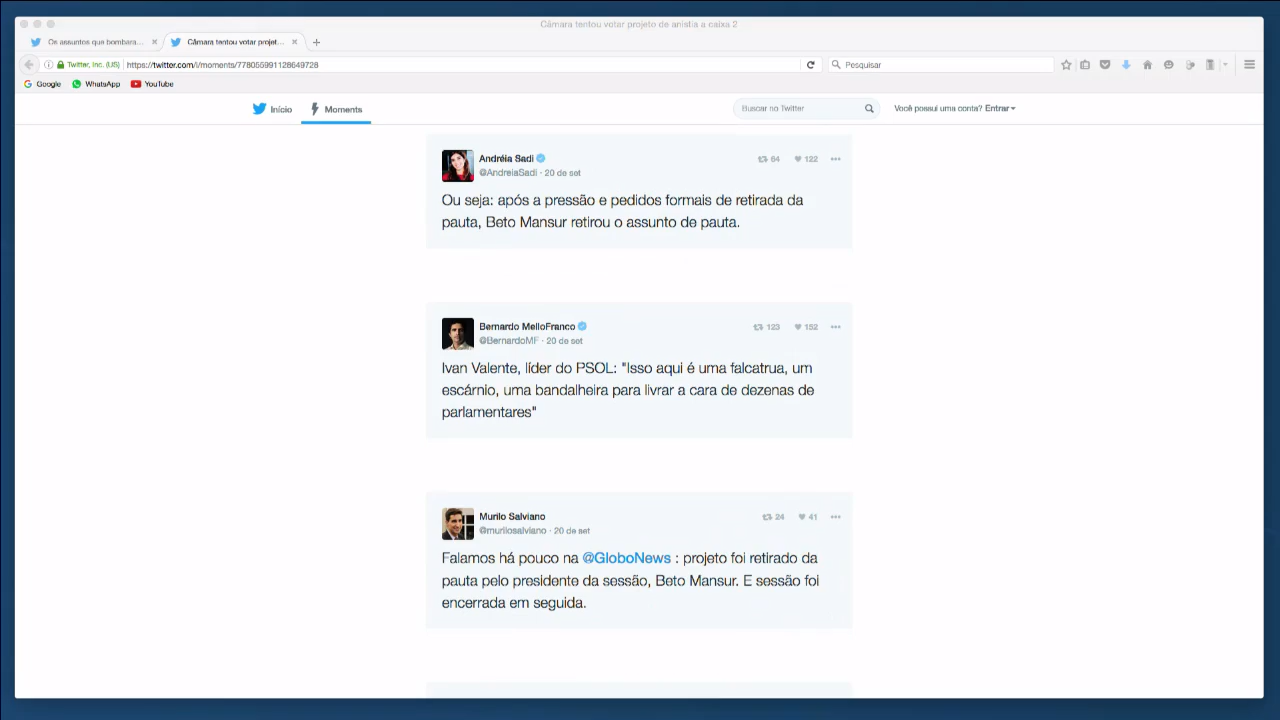 Câmara tentou votar projeto de anistia a caixa 2
Os assuntos que bombara...
Câmara tentou votar projet...
Twitter, Inc. (US)
https://twitter.com/i/moments/778055991128649728
Pesquisar
Google
WhatsApp
YouTube
Início
Moments
Buscar no Twitter
Você possui uma conta? Entrar
Andréia Sadi
64
122
@AndreiaSadi · 20 de set
Ou seja: após a pressão e pedidos formais de retirada da
pauta, Beto Mansur retirou o assunto de pauta.
Bernardo MelloFranco
123
152
@BernardoMF · 20 de set
Ivan Valente, líder do PSOL: "Isso aqui é uma falcatrua, um
escárnio, uma bandalheira para livrar a cara de dezenas de
parlamentares"
Murilo Salviano
24
41
@murilosalviano · 20 de set
Falamos há pouco na @GloboNews : projeto foi retirado da
pauta pelo presidente da sessão, Beto Mansur. E sessão foi
encerrada em seguida.